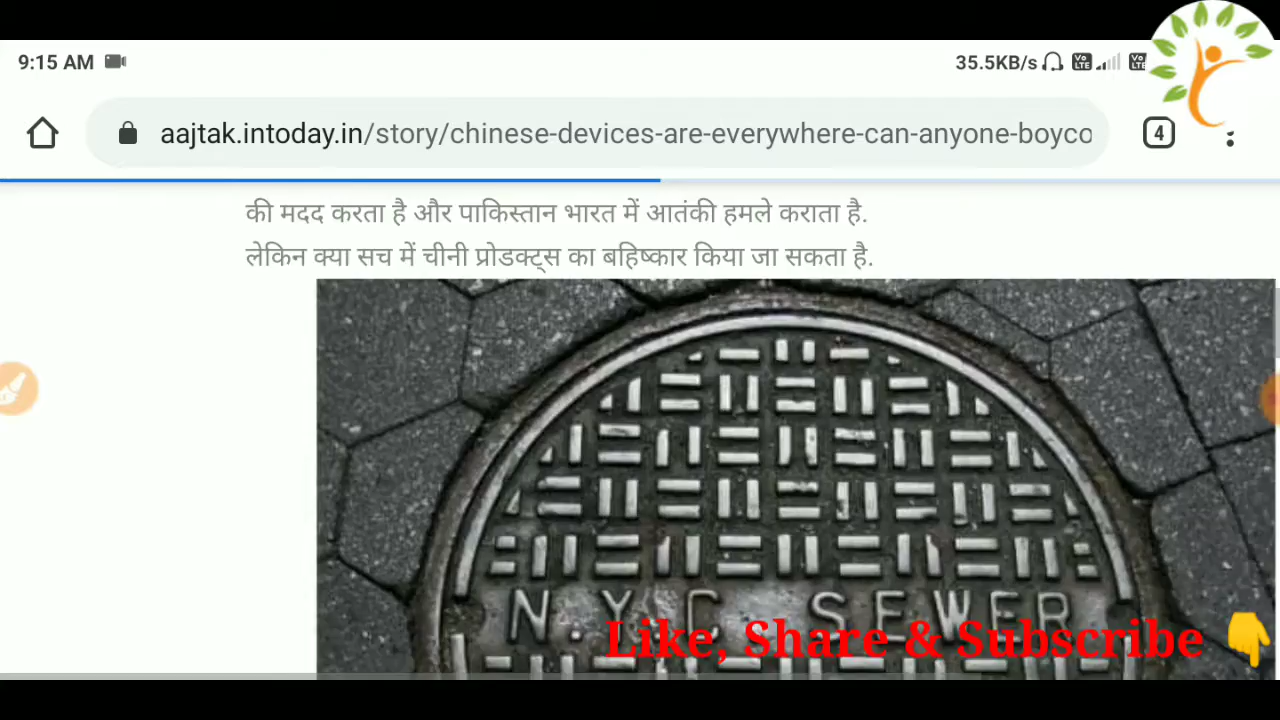 9:15 AM
35.5KB/s
aajtak.intoday.in/story/chinese-devices-are-everywhere-can-anyone-boyco
4
की मदद करता है और पाकिस्तान भारत में आतंकी हमले कराता है.
लेकिन क्या सच में चीनी प्रोडक्ट्स का बहिष्कार किया जा सकता है.
N.Y.C SEWER
Like, Share & Subscribe